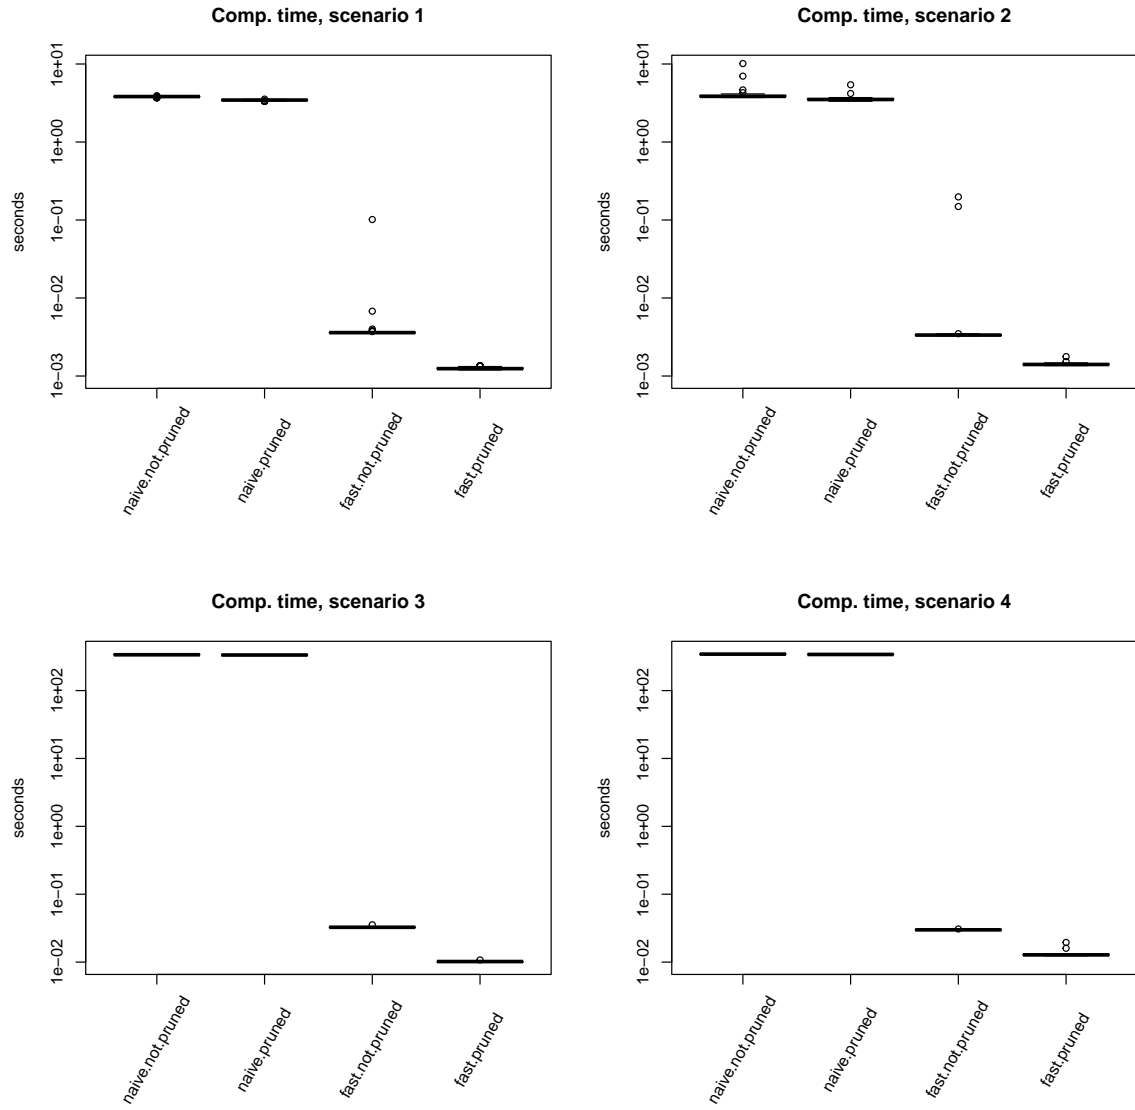 Comp. time, scenario 1
seconds
1e+01
1e+00
1e−01
1e−02
1e−03
naive.not.pruned
naive.pruned
fast.not.pruned
fast.pruned
Comp. time, scenario 2
seconds
1e+01
1e+00
1e−01
1e−02
1e−03
naive.not.pruned
naive.pruned
fast.not.pruned
fast.pruned
Comp. time, scenario 3
seconds
1e+02
1e+01
1e+00
1e−01
1e−02
naive.not.pruned
naive.pruned
fast.not.pruned
fast.pruned
Comp. time, scenario 4
seconds
1e+02
1e+01
1e+00
1e−01
1e−02
naive.not.pruned
naive.pruned
fast.not.pruned
fast.pruned